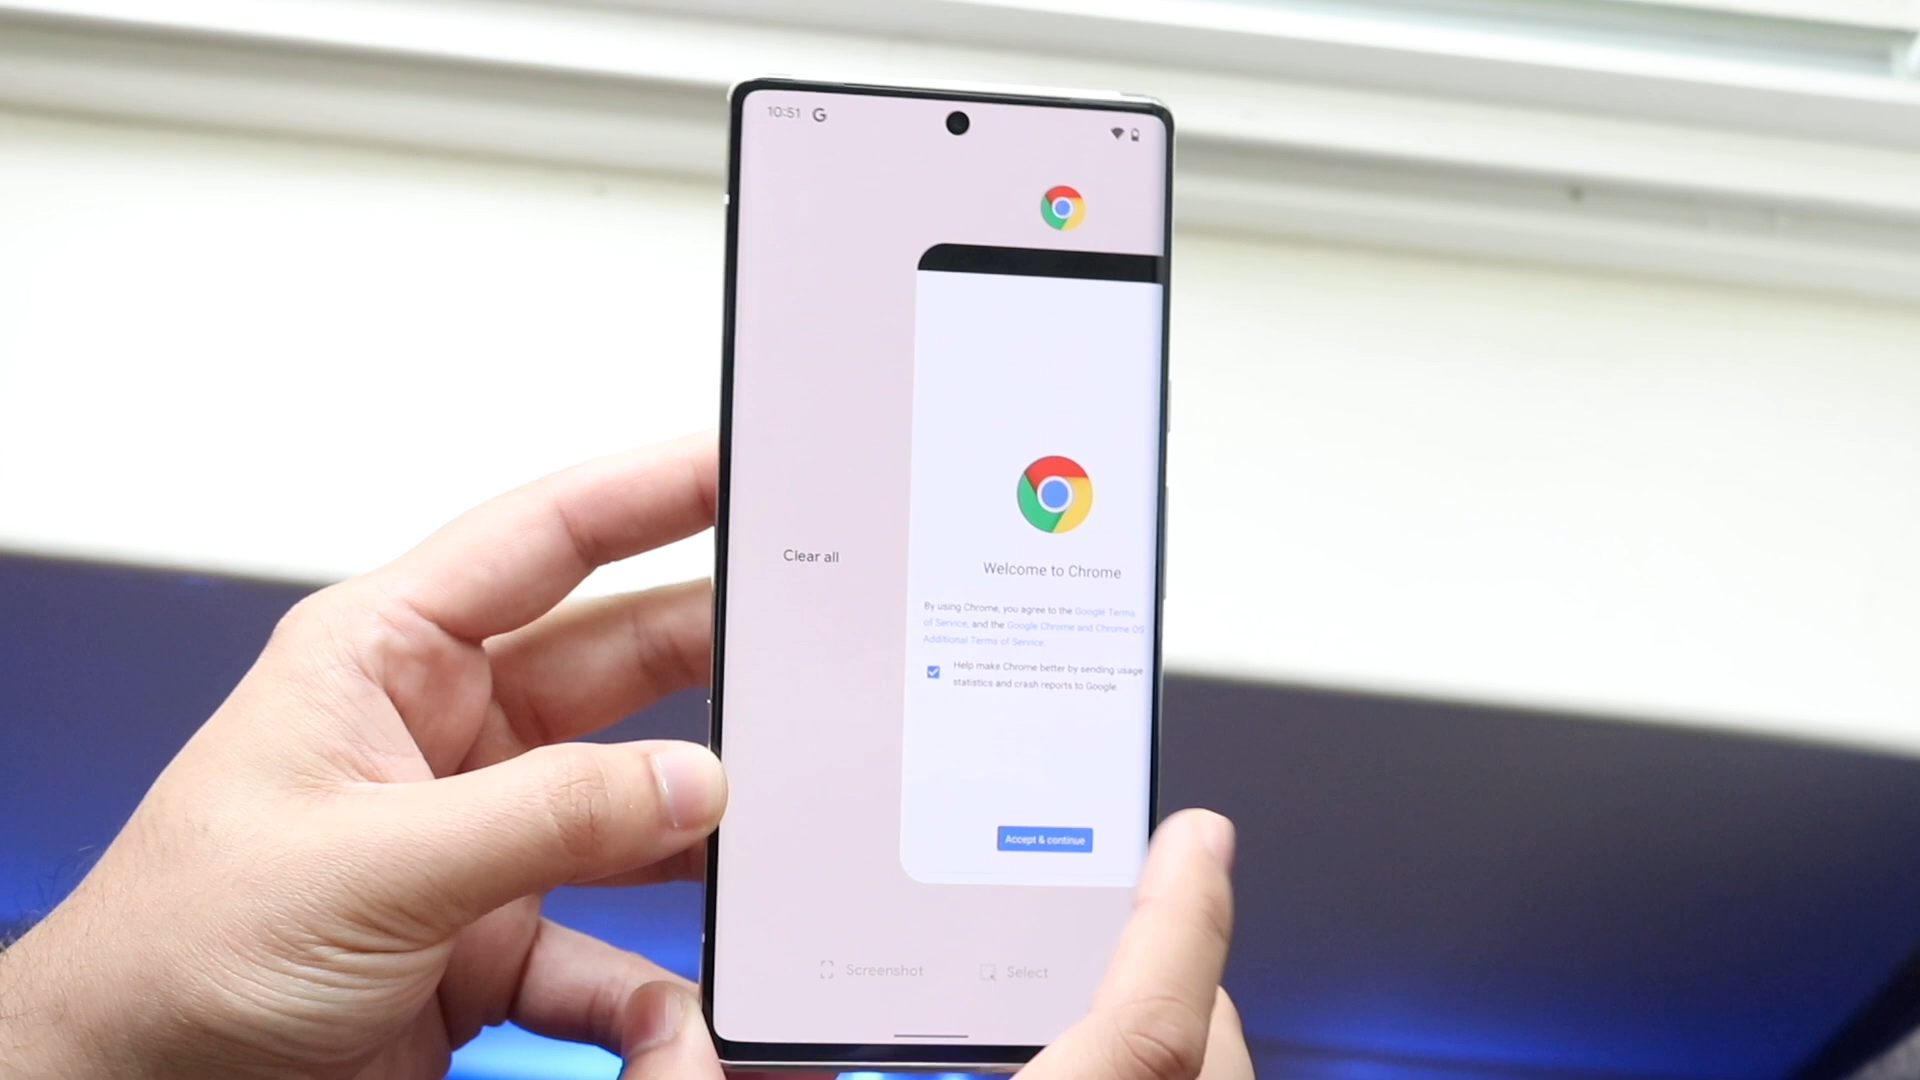 10:51 G
Clear all
Welcome to Chrome
By using Chrome, you agree to the Google Terms
of Service, and the Google Chrome and Chrome OS
Additional Terms of Service.
Help make Chrome better by sending usage
statistics and crash reports to Google.
Accept & continue
Screenshot
Select